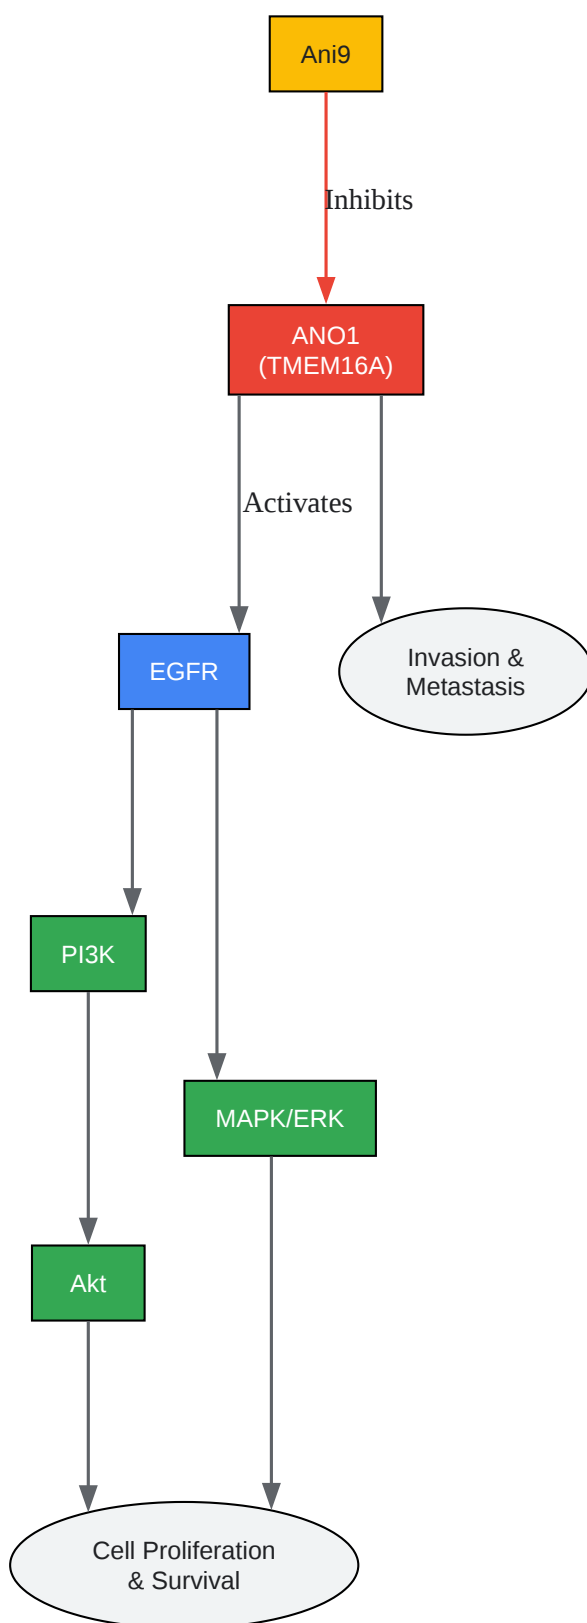 Ani9
Inhibits
ANO1
(TMEM16A)
Activates
EGFR
Invasion &
Metastasis
PI3K
MAPK/ERK
Akt
Cell Proliferation
& Survival